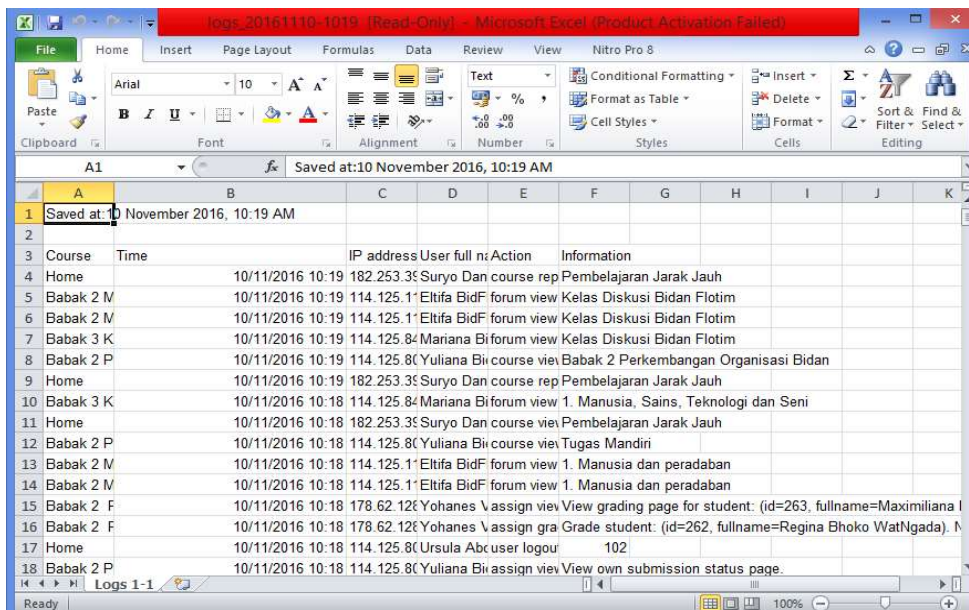 logs_20161110-1019 [Read-Only] - Microsoft Excel (Product Activation Failed)
File Home Insert Page Layout Formulas Data Review View Nitro Pro 8
Paste Arial 10 Text Conditional Formatting Insert Σ
B I U % , Format as Table Delete Sort & Find &
Cell Styles Format Filter Select
Clipboard Font Alignment Number Styles Cells Editing
A1 fx Saved at:10 November 2016, 10:19 AM
A B C D E F G H I J K
1 Saved at:10 November 2016, 10:19 AM
2
3 Course Time IP address User full na Action Information
4 Home 10/11/2016 10:19 182.253.39 Suryo Dan course rep Pembelajaran Jarak Jauh
5 Babak 2 M 10/11/2016 10:19 114.125.11 Eltifa BidF forum view Kelas Diskusi Bidan Flotim
6 Babak 2 M 10/11/2016 10:19 114.125.11 Eltifa BidF forum view Kelas Diskusi Bidan Flotim
7 Babak 3 K 10/11/2016 10:19 114.125.84 Mariana Bi forum view Kelas Diskusi Bidan Flotim
8 Babak 2 P 10/11/2016 10:19 114.125.80 Yuliana Bi course vie Babak 2 Perkembangan Organisasi Bidan
9 Home 10/11/2016 10:19 182.253.39 Suryo Dan course rep Pembelajaran Jarak Jauh
10 Babak 3 K 10/11/2016 10:18 114.125.84 Mariana Bi forum view 1. Manusia, Sains, Teknologi dan Seni
11 Home 10/11/2016 10:18 182.253.39 Suryo Dan course vie Pembelajaran Jarak Jauh
12 Babak 2 P 10/11/2016 10:18 114.125.80 Yuliana Bi course vie Tugas Mandiri
13 Babak 2 M 10/11/2016 10:18 114.125.11 Eltifa BidF forum view 1. Manusia dan peradaban
14 Babak 2 M 10/11/2016 10:18 114.125.11 Eltifa BidF forum view 1. Manusia dan peradaban
15 Babak 2 F 10/11/2016 10:18 178.62.128 Yohanes V assign vie View grading page for student: (id=263, fullname=Maximiliana
16 Babak 2 F 10/11/2016 10:18 178.62.128 Yohanes V assign gra Grade student: (id=262, fullname=Regina Bhoko WatNgada). N
17 Home 10/11/2016 10:18 114.125.80 Ursula Abo user logou 102
18 Babak 2 P 10/11/2016 10:18 114.125.80 Yuliana Bi assign vie View own submission status page.
Logs 1-1
Ready 100%